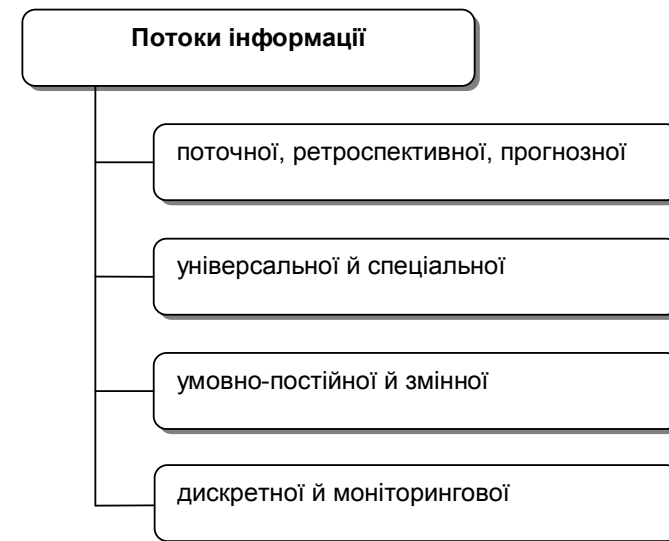 Потоки інформації
поточної, ретроспективної, прогнозної
універсальної й спеціальної
умовно-постійної й змінної
дискретної й моніторингової